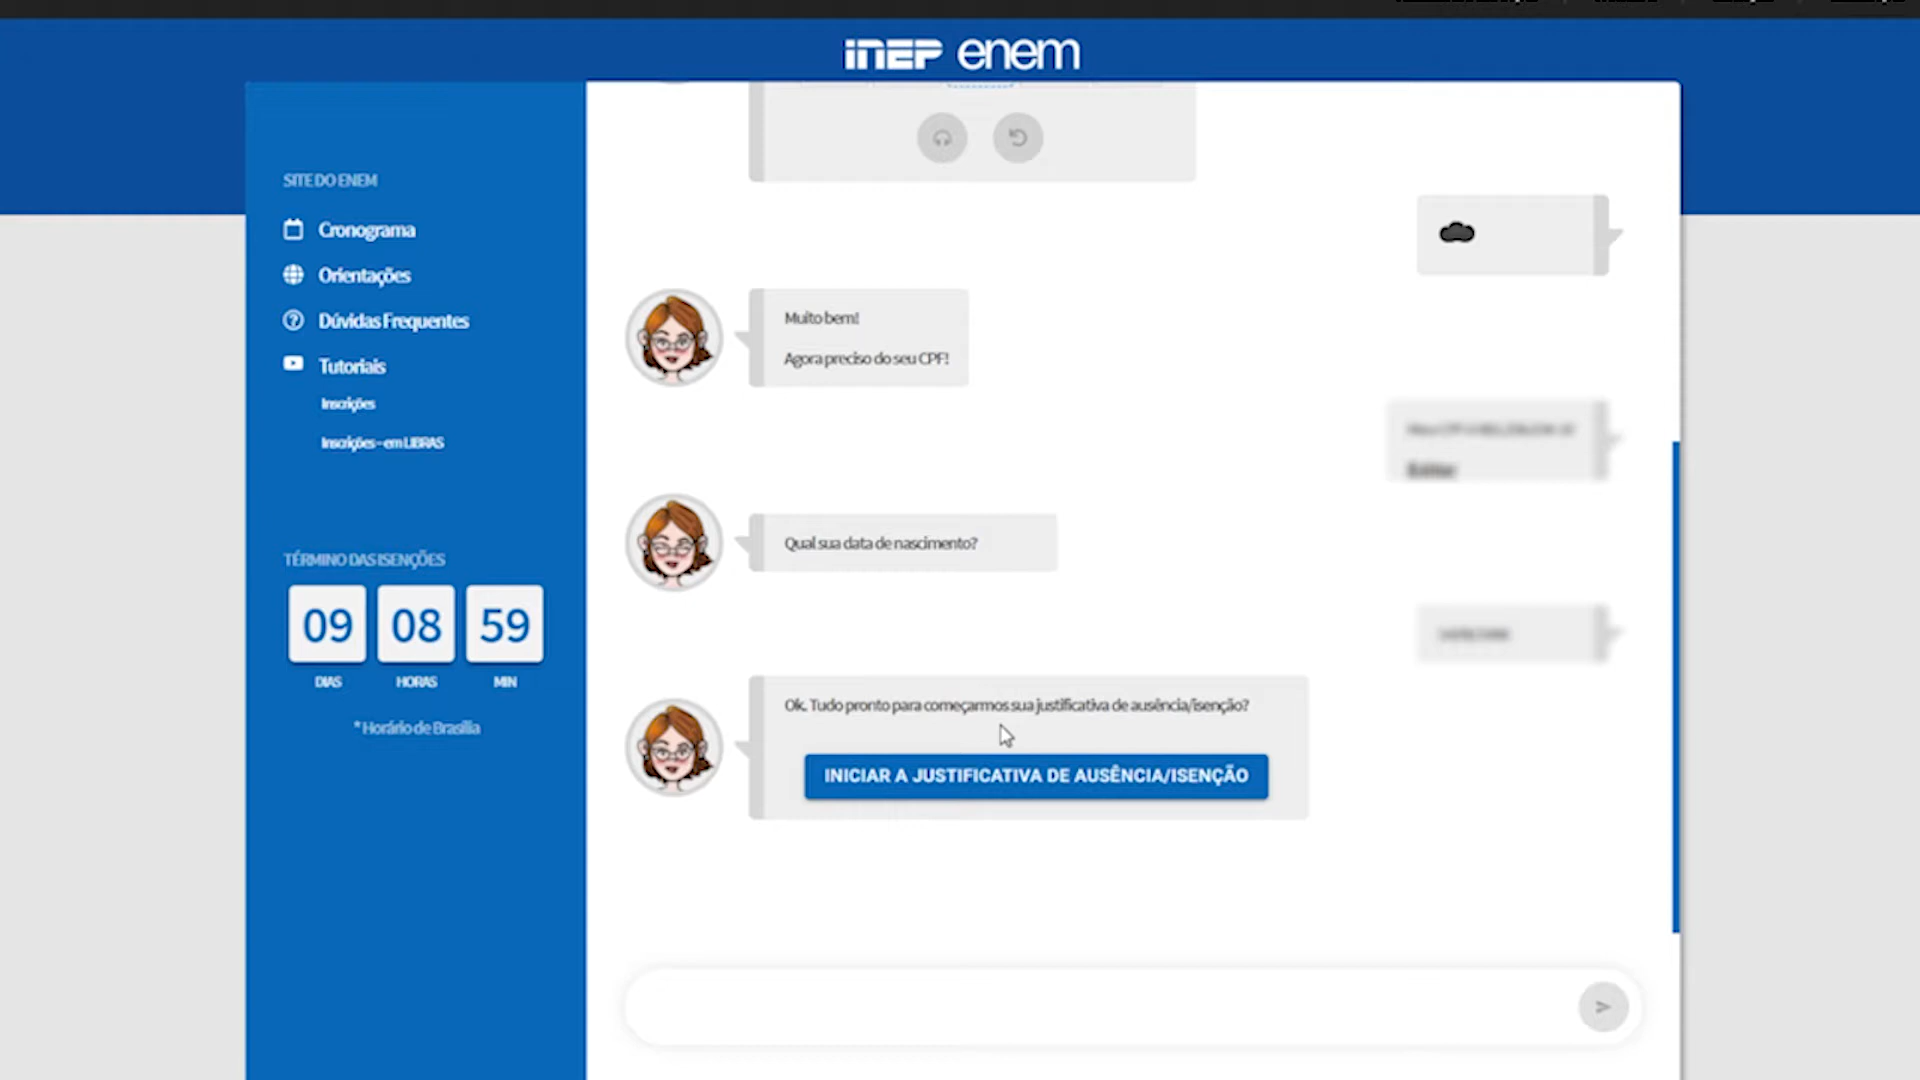 inep enem
SITE DO ENEM
Cronograma
Orientações
Dúvidas Frequentes
Tutoriais
Inscrições
Inscrições - em LIBRAS
TÉRMINO DAS ISENÇÕES
09 08 59
DIAS HORAS MIN
* Horário de Brasília
Muito bem!
Agora preciso do seu CPF!
Qual sua data de nascimento?
Ok. Tudo pronto para começarmos sua justificativa de ausência/isenção?
INICIAR A JUSTIFICATIVA DE AUSÊNCIA/ISENÇÃO